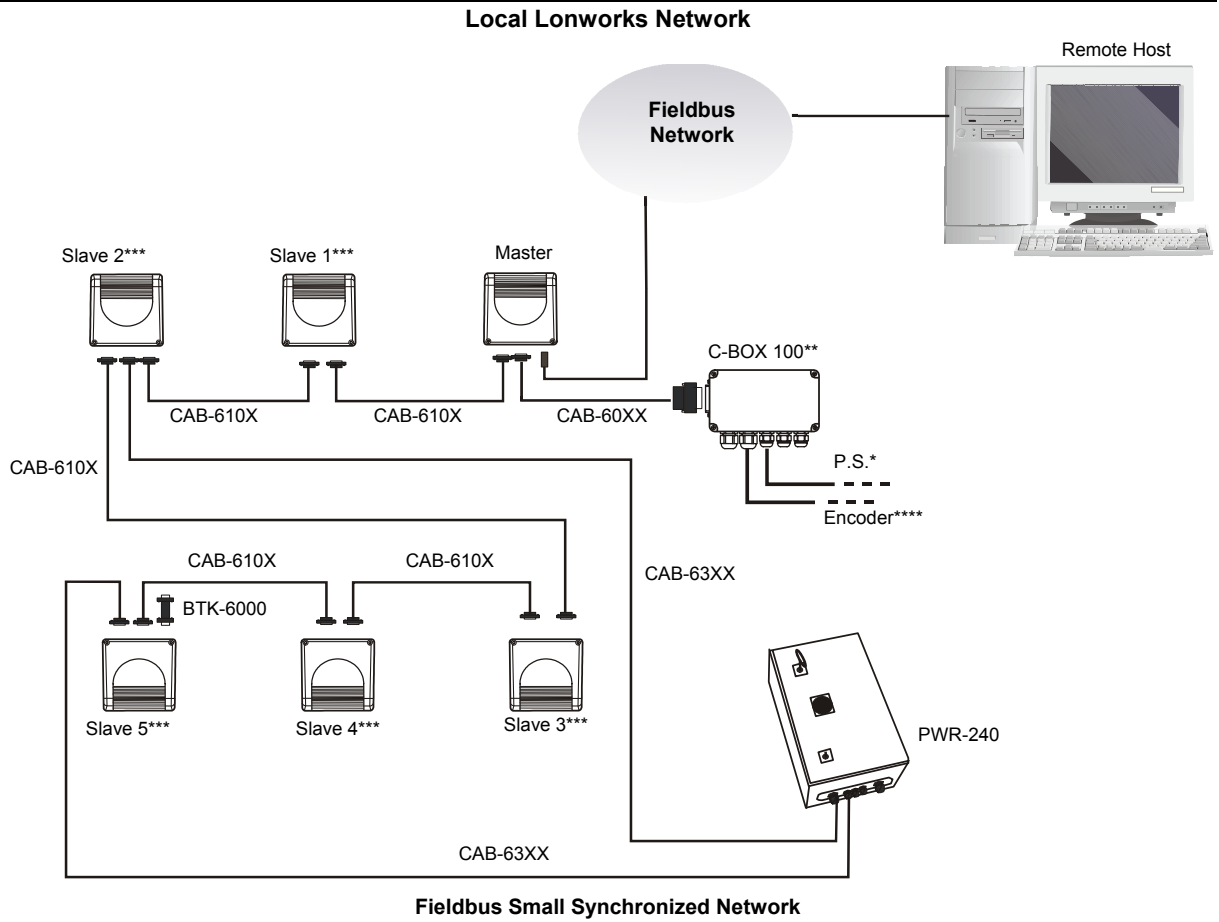 Local Lonworks Network
Remote Host
Fieldbus
Network
Slave 2***
Slave 1***
Master
C-BOX 100**
CAB-610X
CAB-610X
CAB-60XX
P.S.*
CAB-610X
Encoder****
CAB-610X
CAB-610X
CAB-63XX
BTK-6000
Slave 5***
Slave 4***
Slave 3***
PWR-240
CAB-63XX
Fieldbus Small Synchronized Network